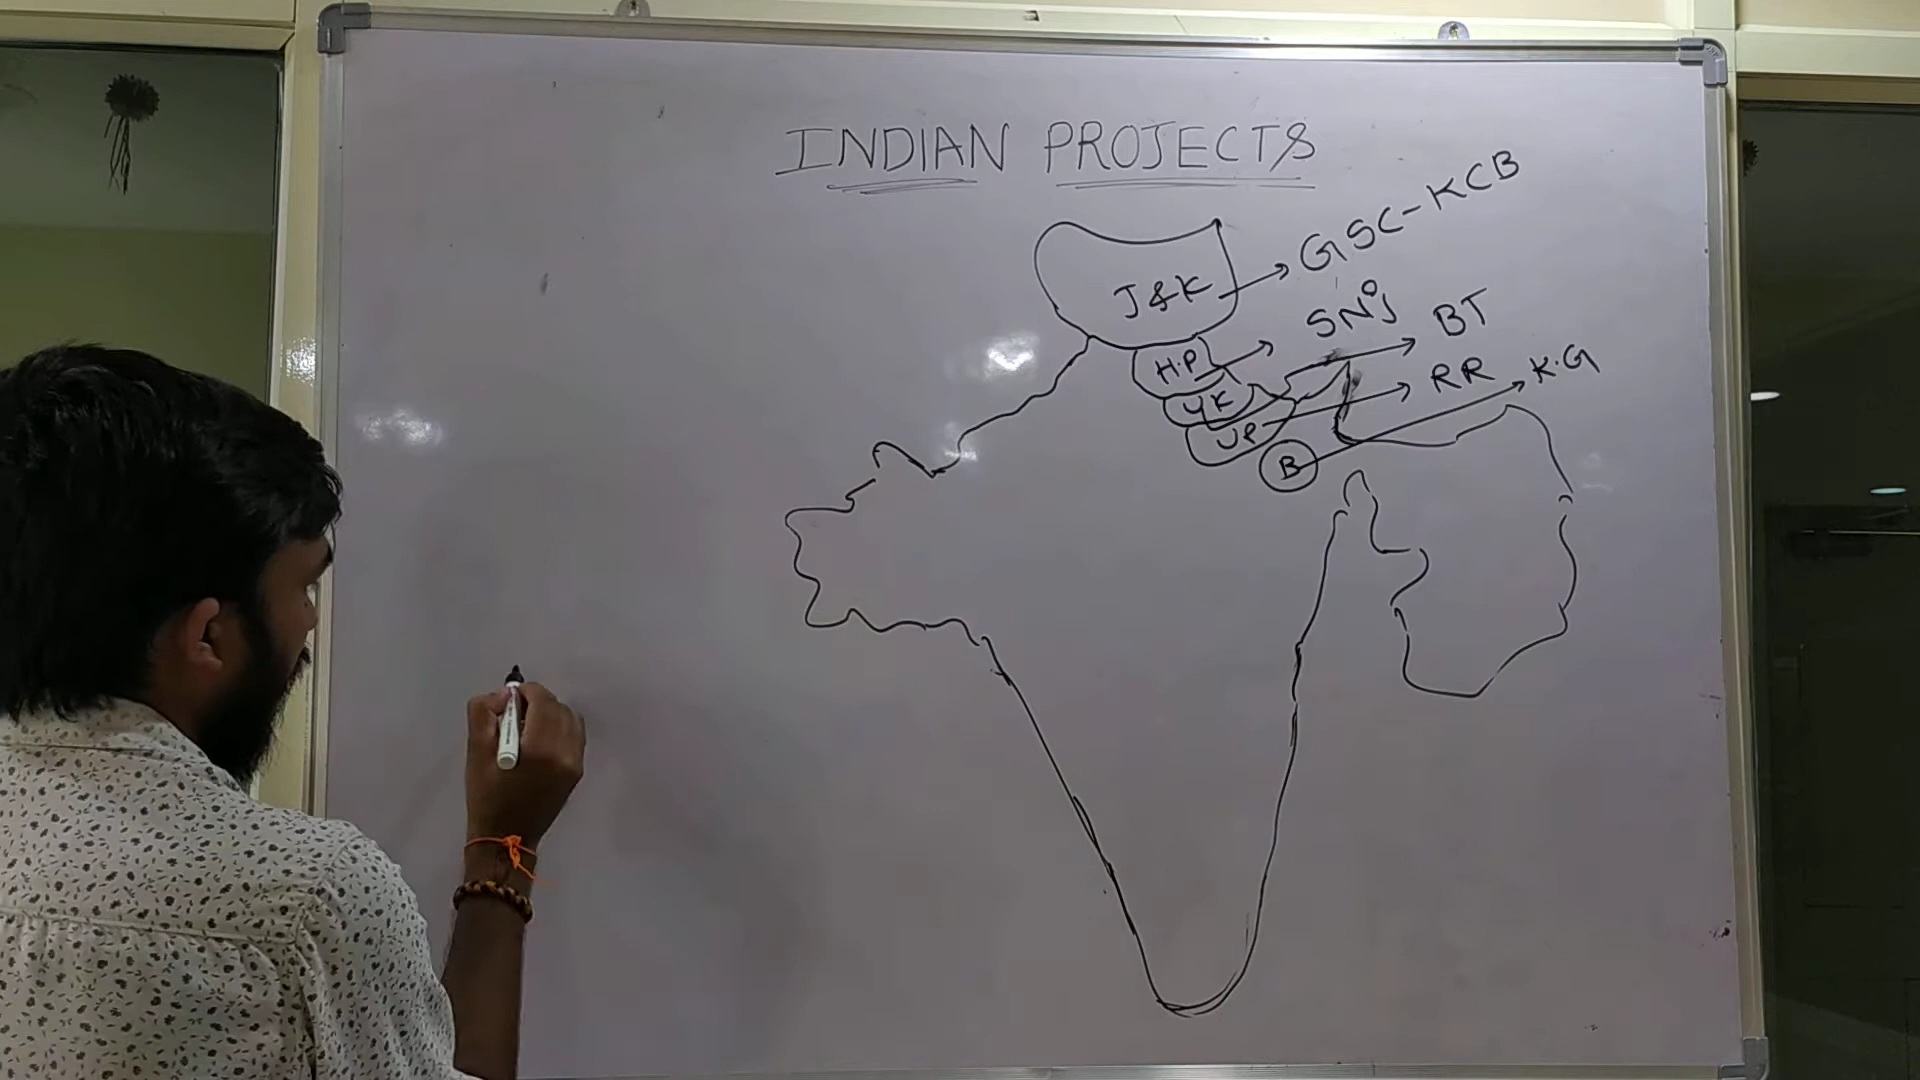 INDIAN PROJECTS
J&K → GSC-KCB
H.P → SNJ
UK → BT
UP → RR
B → K.G